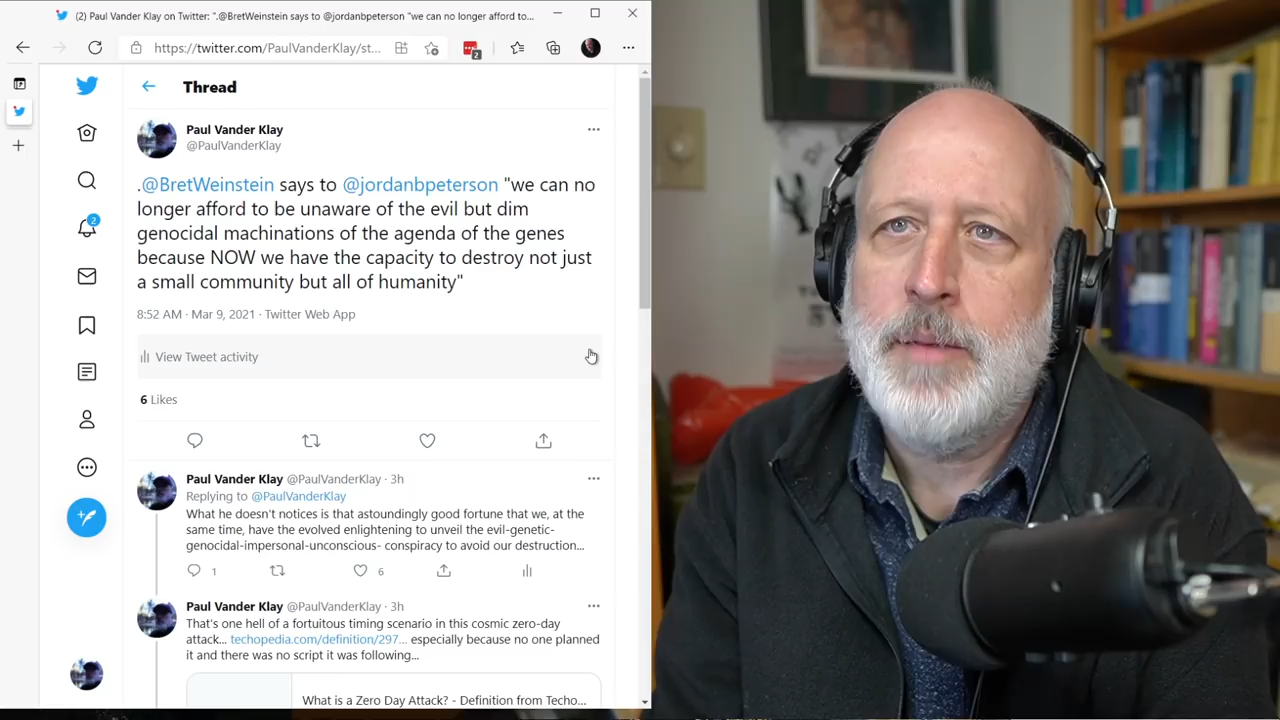 (2) Paul Vander Klay on Twitter: ".@BretWeinstein says to @jordanbpeterson "we can no longer afford to...
https://twitter.com/PaulVanderKlay/st...
2
Thread
Paul Vander Klay
@PaulVanderKlay
.@BretWeinstein says to @jordanbpeterson "we can no
longer afford to be unaware of the evil but dim
genocidal machinations of the agenda of the genes
because NOW we have the capacity to destroy not just
a small community but all of humanity"
8:52 AM · Mar 9, 2021 · Twitter Web App
View Tweet activity
6 Likes
2
Paul Vander Klay @PaulVanderKlay · 3h
Replying to @PaulVanderKlay
What he doesn't notices is that astoundingly good fortune that we, at the
same time, have the evolved enlightening to unveil the evil-genetic-
genocidal-impersonal-unconscious- conspiracy to avoid our destruction...
1 6
Paul Vander Klay @PaulVanderKlay · 3h
That's one hell of a fortuitous timing scenario in this cosmic zero-day
attack... techopedia.com/definition/297... especially because no one planned
it and there was no script it was following...
What is a Zero Day Attack? - Definition from Techo...